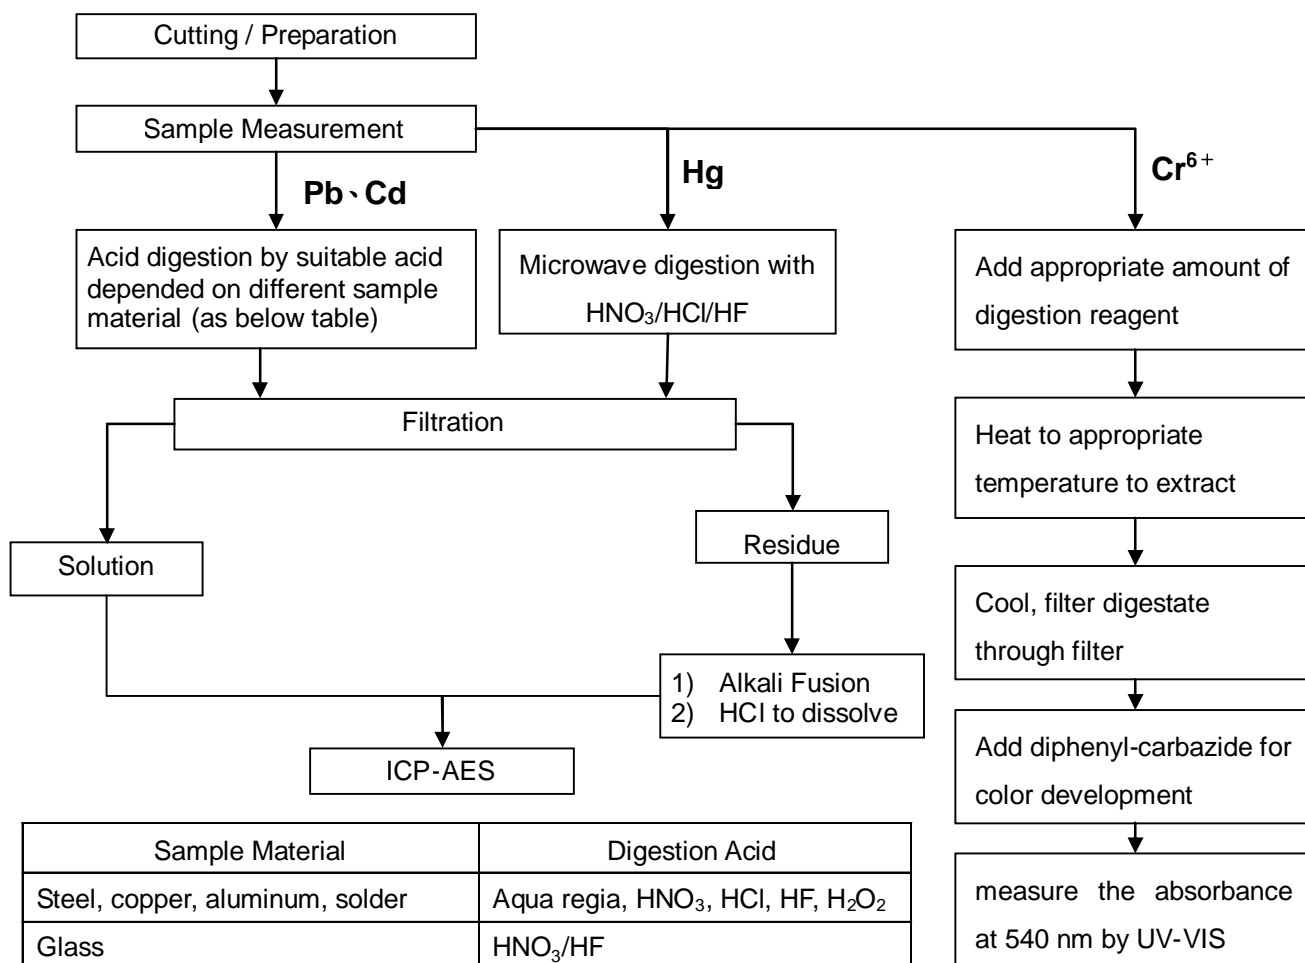 Cutting / Preparation
Sample Measurement
Pb、Cd
Hg
Cr⁶⁺
Acid digestion by suitable acid
depended on different sample
material (as below table)
Microwave digestion with
HNO₃/HCl/HF
Add appropriate amount of
digestion reagent
Filtration
Heat to appropriate
temperature to extract
Solution
Residue
Cool, filter digestate
through filter
1) Alkali Fusion
2) HCl to dissolve
ICP-AES
Add diphenyl-carbazide for
color development
measure the absorbance
at 540 nm by UV-VIS
Sample Material Digestion Acid
Steel, copper, aluminum, solder Aqua regia, HNO₃, HCl, HF, H₂O₂
Glass HNO₃/HF